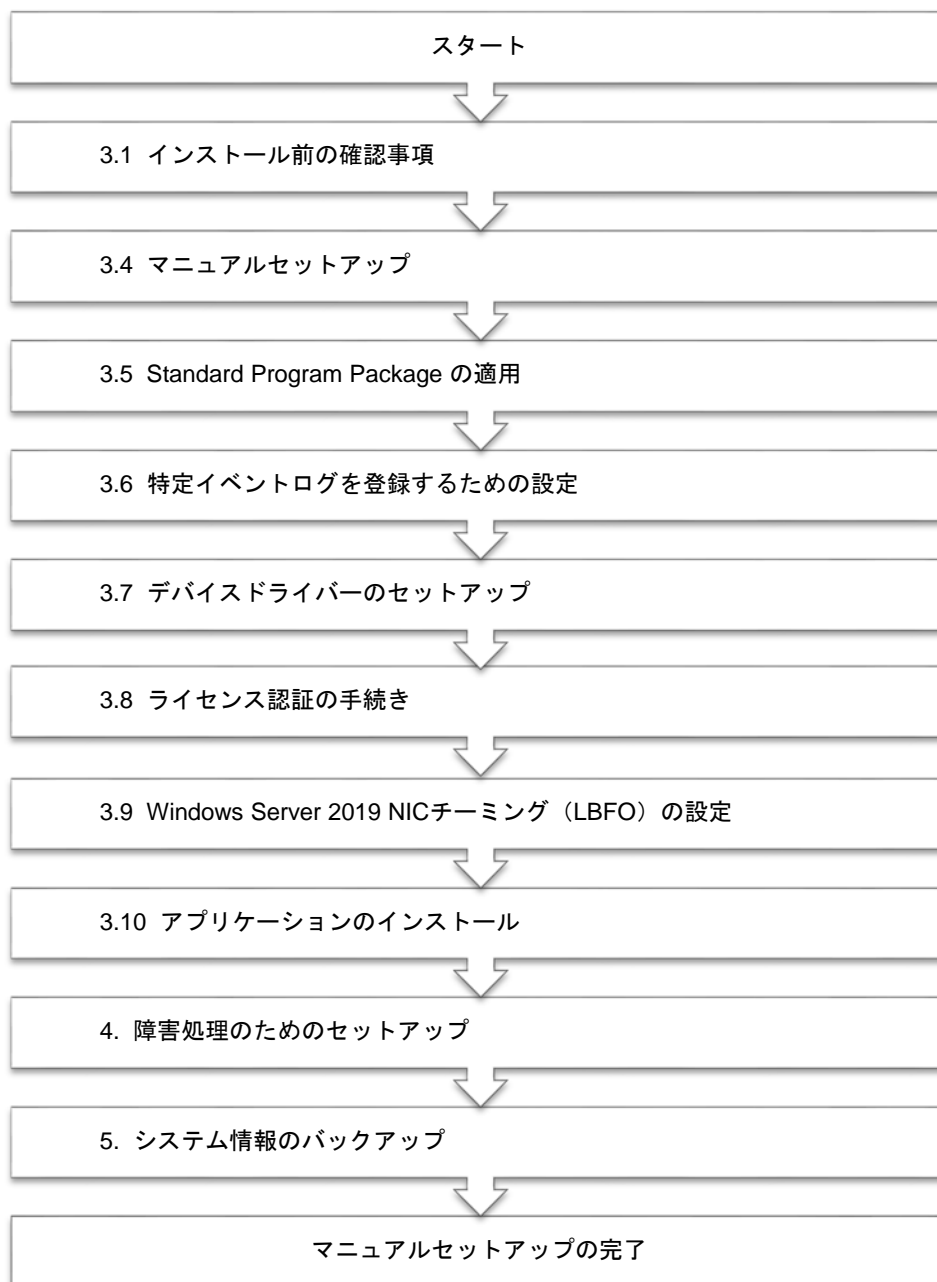 スタート
3.1 インストール前の確認事項
3.4 マニュアルセットアップ
3.5 Standard Program Package の適用
3.6 特定イベントログを登録するための設定
3.7 デバイスドライバーのセットアップ
3.8 ライセンス認証の手続き
3.9 Windows Server 2019 NICチーミング（LBFO）の設定
3.10 アプリケーションのインストール
4. 障害処理のためのセットアップ
5. システム情報のバックアップ
マニュアルセットアップの完了